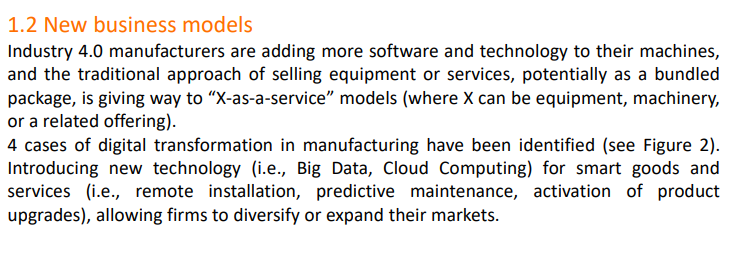 1.2 New business models
Industry 4.0 manufacturers are adding more software and technology to their machines,
and the traditional approach of selling equipment or services, potentially as a bundled
package, is giving way to “X-as-a-service” models (where X can be equipment, machinery,
or a related offering).
4 cases of digital transformation in manufacturing have been identified (see Figure 2).
Introducing new technology (i.e., Big Data, Cloud Computing) for smart goods and
services (i.e., remote installation, predictive maintenance, activation of product
upgrades), allowing firms to diversify or expand their markets.